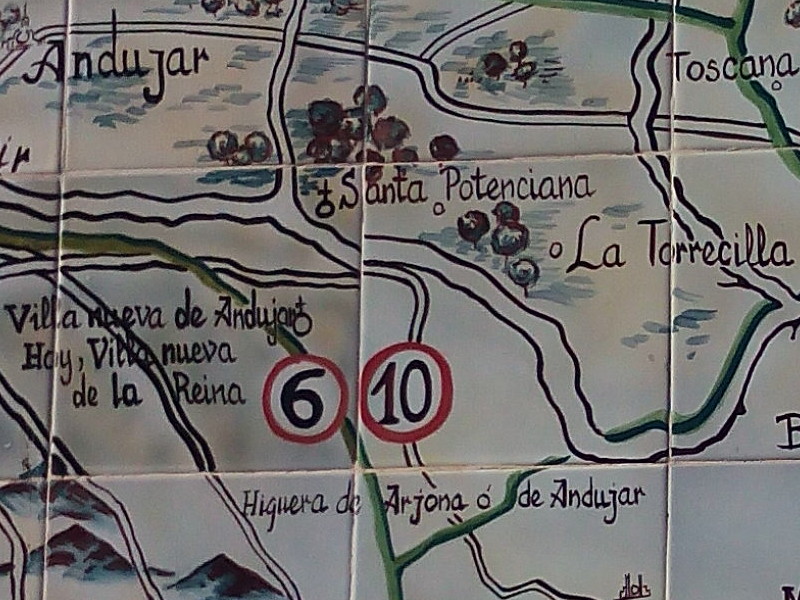 Andujar
Toscana
ir
Santa Potenciana
La Torrecilla
Villa nueva de Andujar
Hoy, Villa nueva
de la Reina
6
10
Higuera de Arjona ó de Andujar